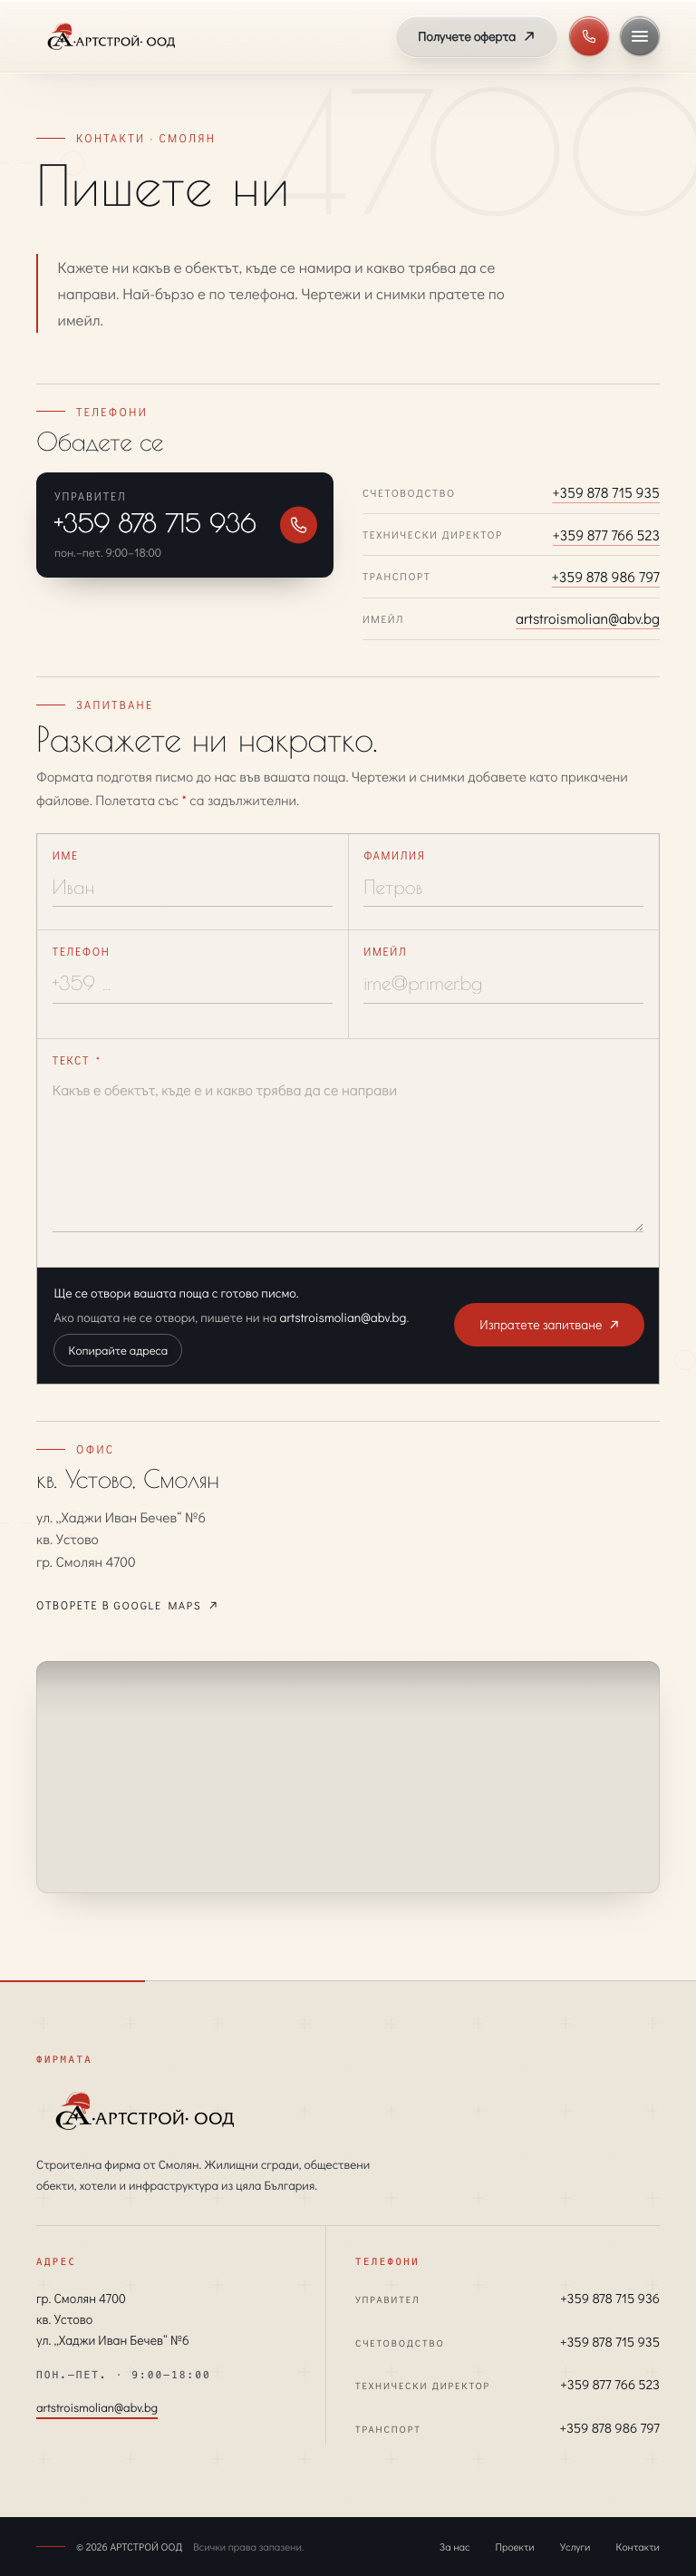 АРТСТРОЙ· ООД
Получете оферта
4700
КОНТАКТИ · СМОЛЯН
Пишете ни
Кажете ни какъв е обектът, къде се намира и какво трябва да се
направи. Най-бързо е по телефона. Чертежи и снимки пратете по
имейл.
ТЕЛЕФОНИ
Обадете се
УПРАВИТЕЛ
+359 878 715 936
пон.–пет. 9:00–18:00
СЧЕТОВОДСТВО +359 878 715 935
ТЕХНИЧЕСКИ ДИРЕКТОР +359 877 766 523
ТРАНСПОРТ +359 878 986 797
ИМЕЙЛ artstroismolian@abv.bg
ЗАПИТВАНЕ
Разкажете ни накратко.
Формата подготвя писмо до нас във вашата поща. Чертежи и снимки добавете като прикачени
файлове. Полетата със * са задължителни.
ИМЕ ФАМИЛИЯ
Иван Петров
ТЕЛЕФОН ИМЕЙЛ
+359 ... ime@primer.bg
ТЕКСТ *
Какъв е обектът, къде е и какво трябва да се направи
Ще се отвори вашата поща с готово писмо.
Ако пощата не се отвори, пишете ни на artstroismolian@abv.bg.
Копирайте адреса
Изпратете запитване
ОФИС
кв. Устово, Смолян
ул. „Хаджи Иван Бечев“ №6
кв. Устово
гр. Смолян 4700
ОТВОРЕТЕ В GOOGLE MAPS
ФИРМАТА
А·АРТСТРОЙ· ООД
Строителна фирма от Смолян. Жилищни сгради, обществени
обекти, хотели и инфраструктура из цяла България.
АДРЕС
гр. Смолян 4700
кв. Устово
ул. „Хаджи Иван Бечев“ №6
ПОН.–ПЕТ. · 9:00–18:00
artstroismolian@abv.bg
ТЕЛЕФОНИ
УПРАВИТЕЛ +359 878 715 936
СЧЕТОВОДСТВО +359 878 715 935
ТЕХНИЧЕСКИ ДИРЕКТОР +359 877 766 523
ТРАНСПОРТ +359 878 986 797
© 2026 АРТСТРОЙ ООД Всички права запазени. За нас Проекти Услуги Контакти